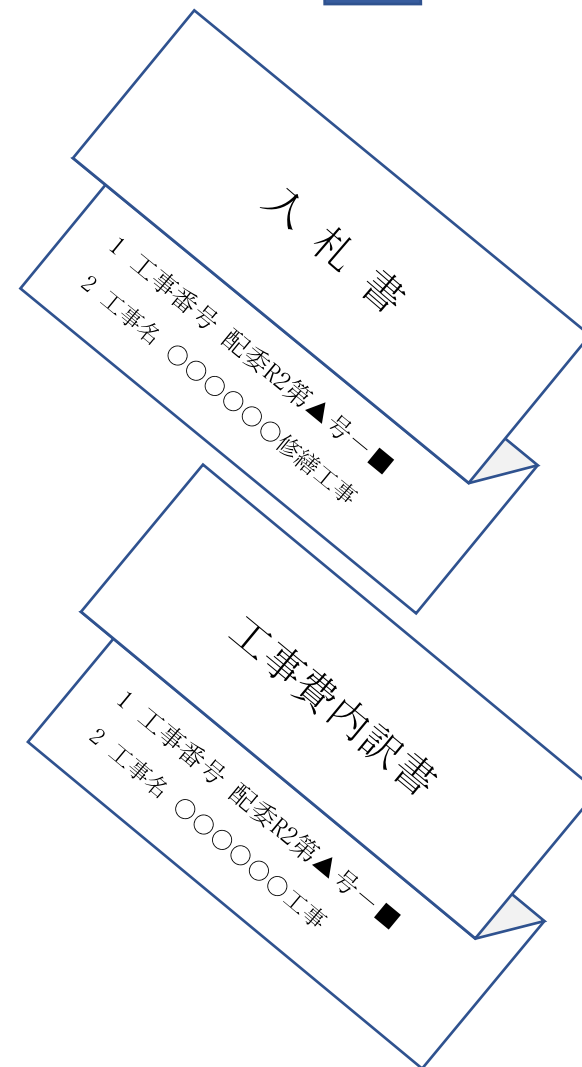 入札書
1 工事番号 配委R2第▲号－■
2 工事名 ○○○○○○修繕工事
工事費内訳書
1 工事番号 配委R2第▲号－■
2 工事名 ○○○○○○工事